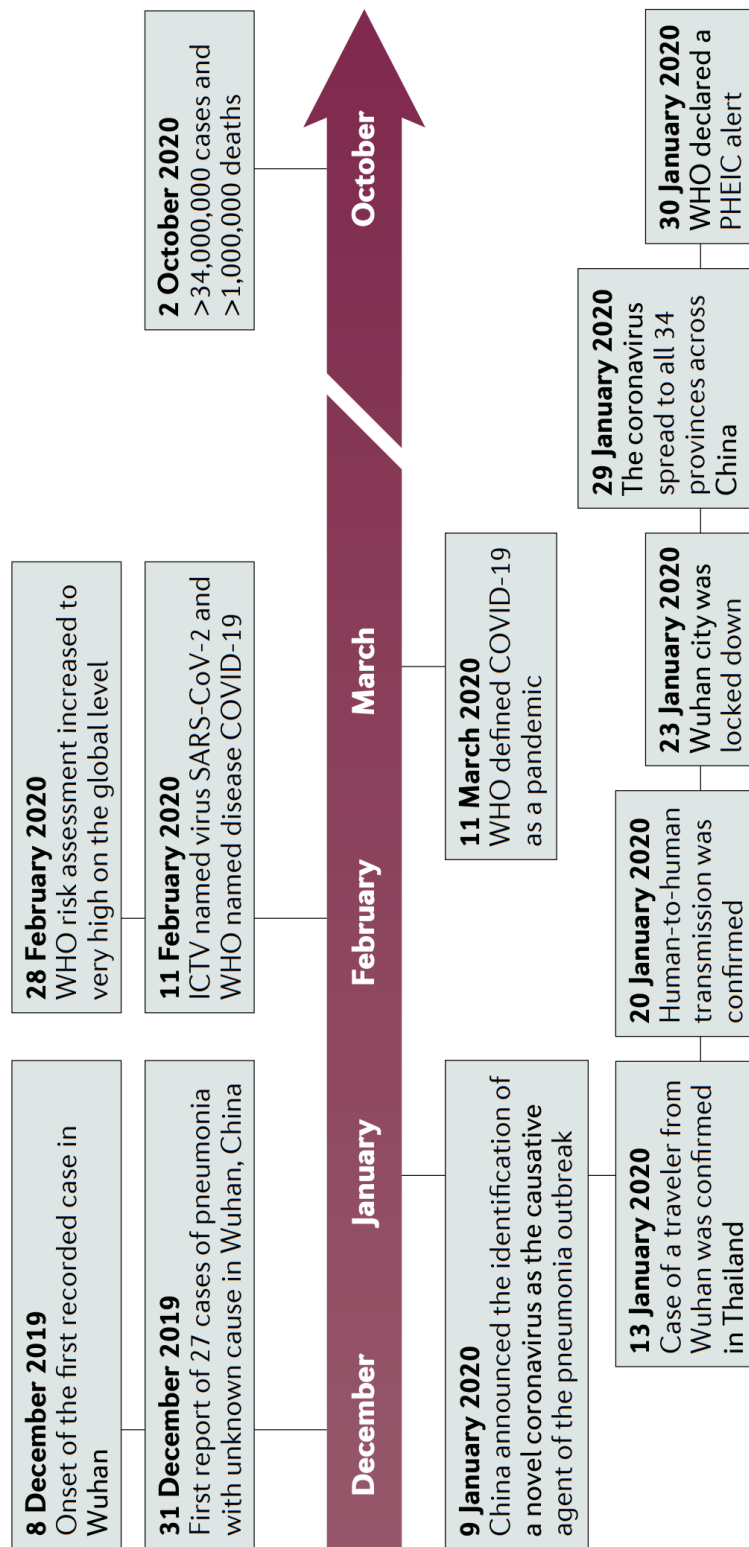 8 December 2019
Onset of the first recorded case in
Wuhan
31 December 2019
First report of 27 cases of pneumonia
with unknown cause in Wuhan, China
28 February 2020
WHO risk assessment increased to
very high on the global level
11 February 2020
ICTV named virus SARS-CoV-2 and
WHO named disease COVID-19
2 October 2020
>34,000,000 cases and
>1,000,000 deaths
December
January
February
March
October
9 January 2020
China announced the identification of
a novel coronavirus as the causative
agent of the pneumonia outbreak
11 March 2020
WHO defined COVID-19
as a pandemic
13 January 2020
Case of a traveler from
Wuhan was confirmed
in Thailand
20 January 2020
Human-to-human
transmission was
confirmed
23 January 2020
Wuhan city was
locked down
29 January 2020
The coronavirus
spread to all 34
provinces across
China
30 January 2020
WHO declared a
PHEIC alert